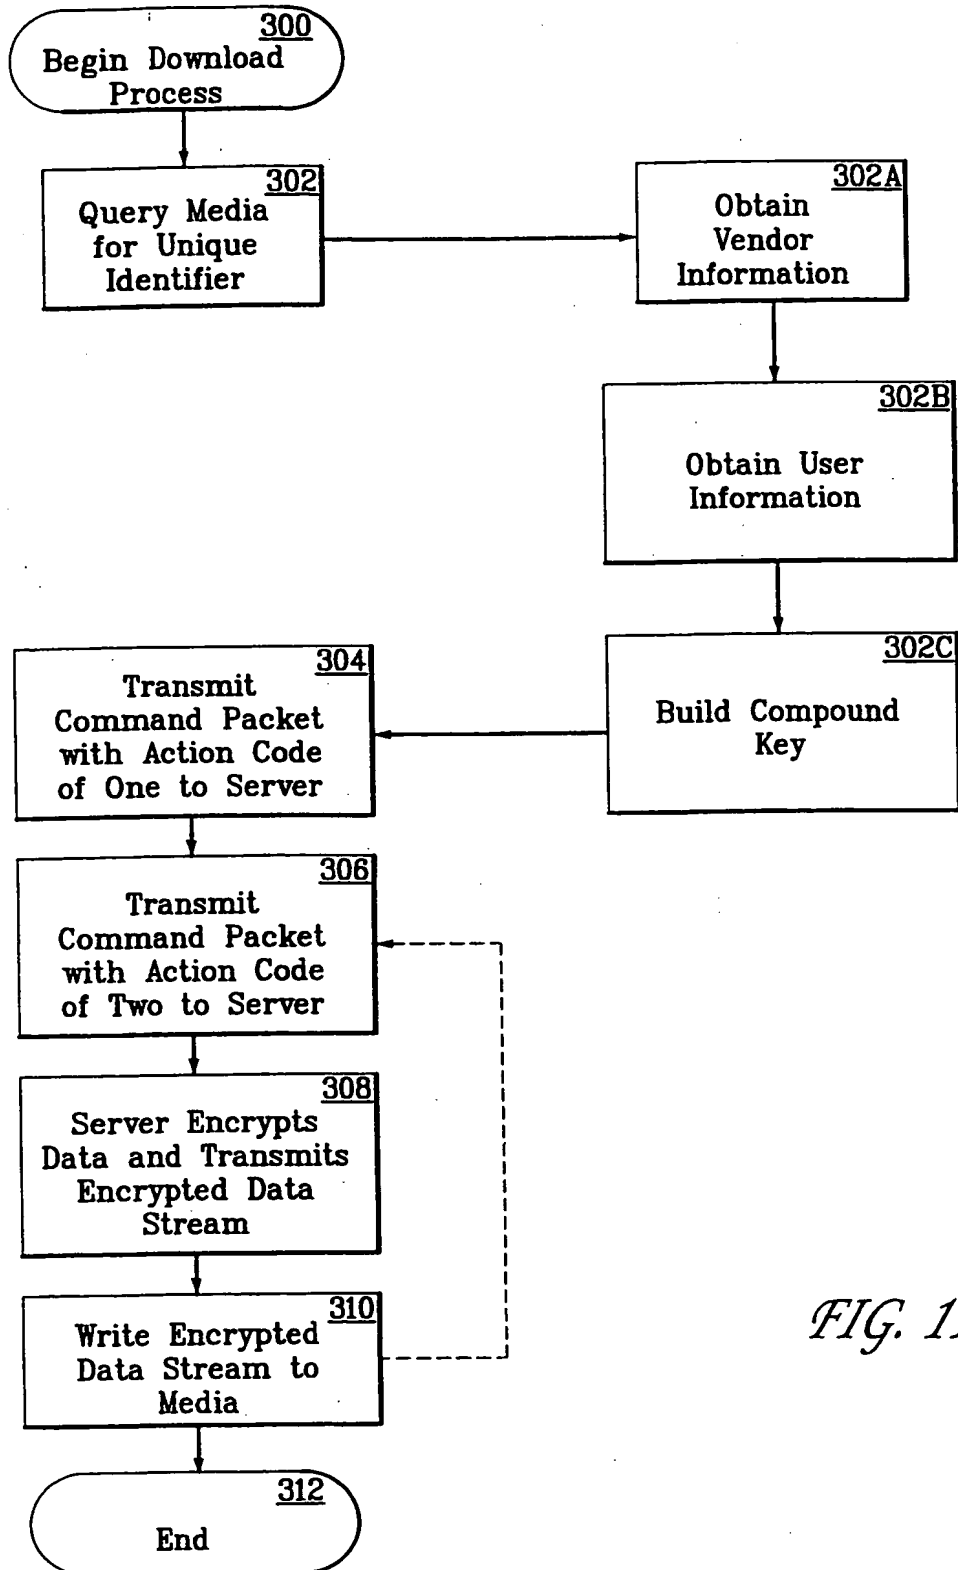 300
Begin Download
Process
302
Query Media
for Unique
Identifier
302A
Obtain
Vendor
Information
302B
Obtain User
Information
302C
Build Compound
Key
304
Transmit
Command Packet
with Action Code
of One to Server
306
Transmit
Command Packet
with Action Code
of Two to Server
308
Server Encrypts
Data and Transmits
Encrypted Data
Stream
310
Write Encrypted
Data Stream to
Media
312
End
FIG.